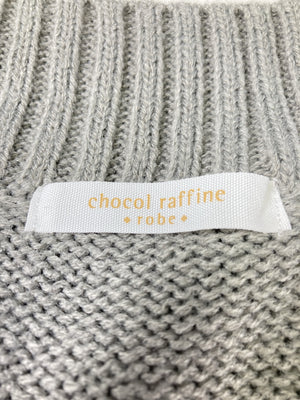 chocol raffine
• robe •